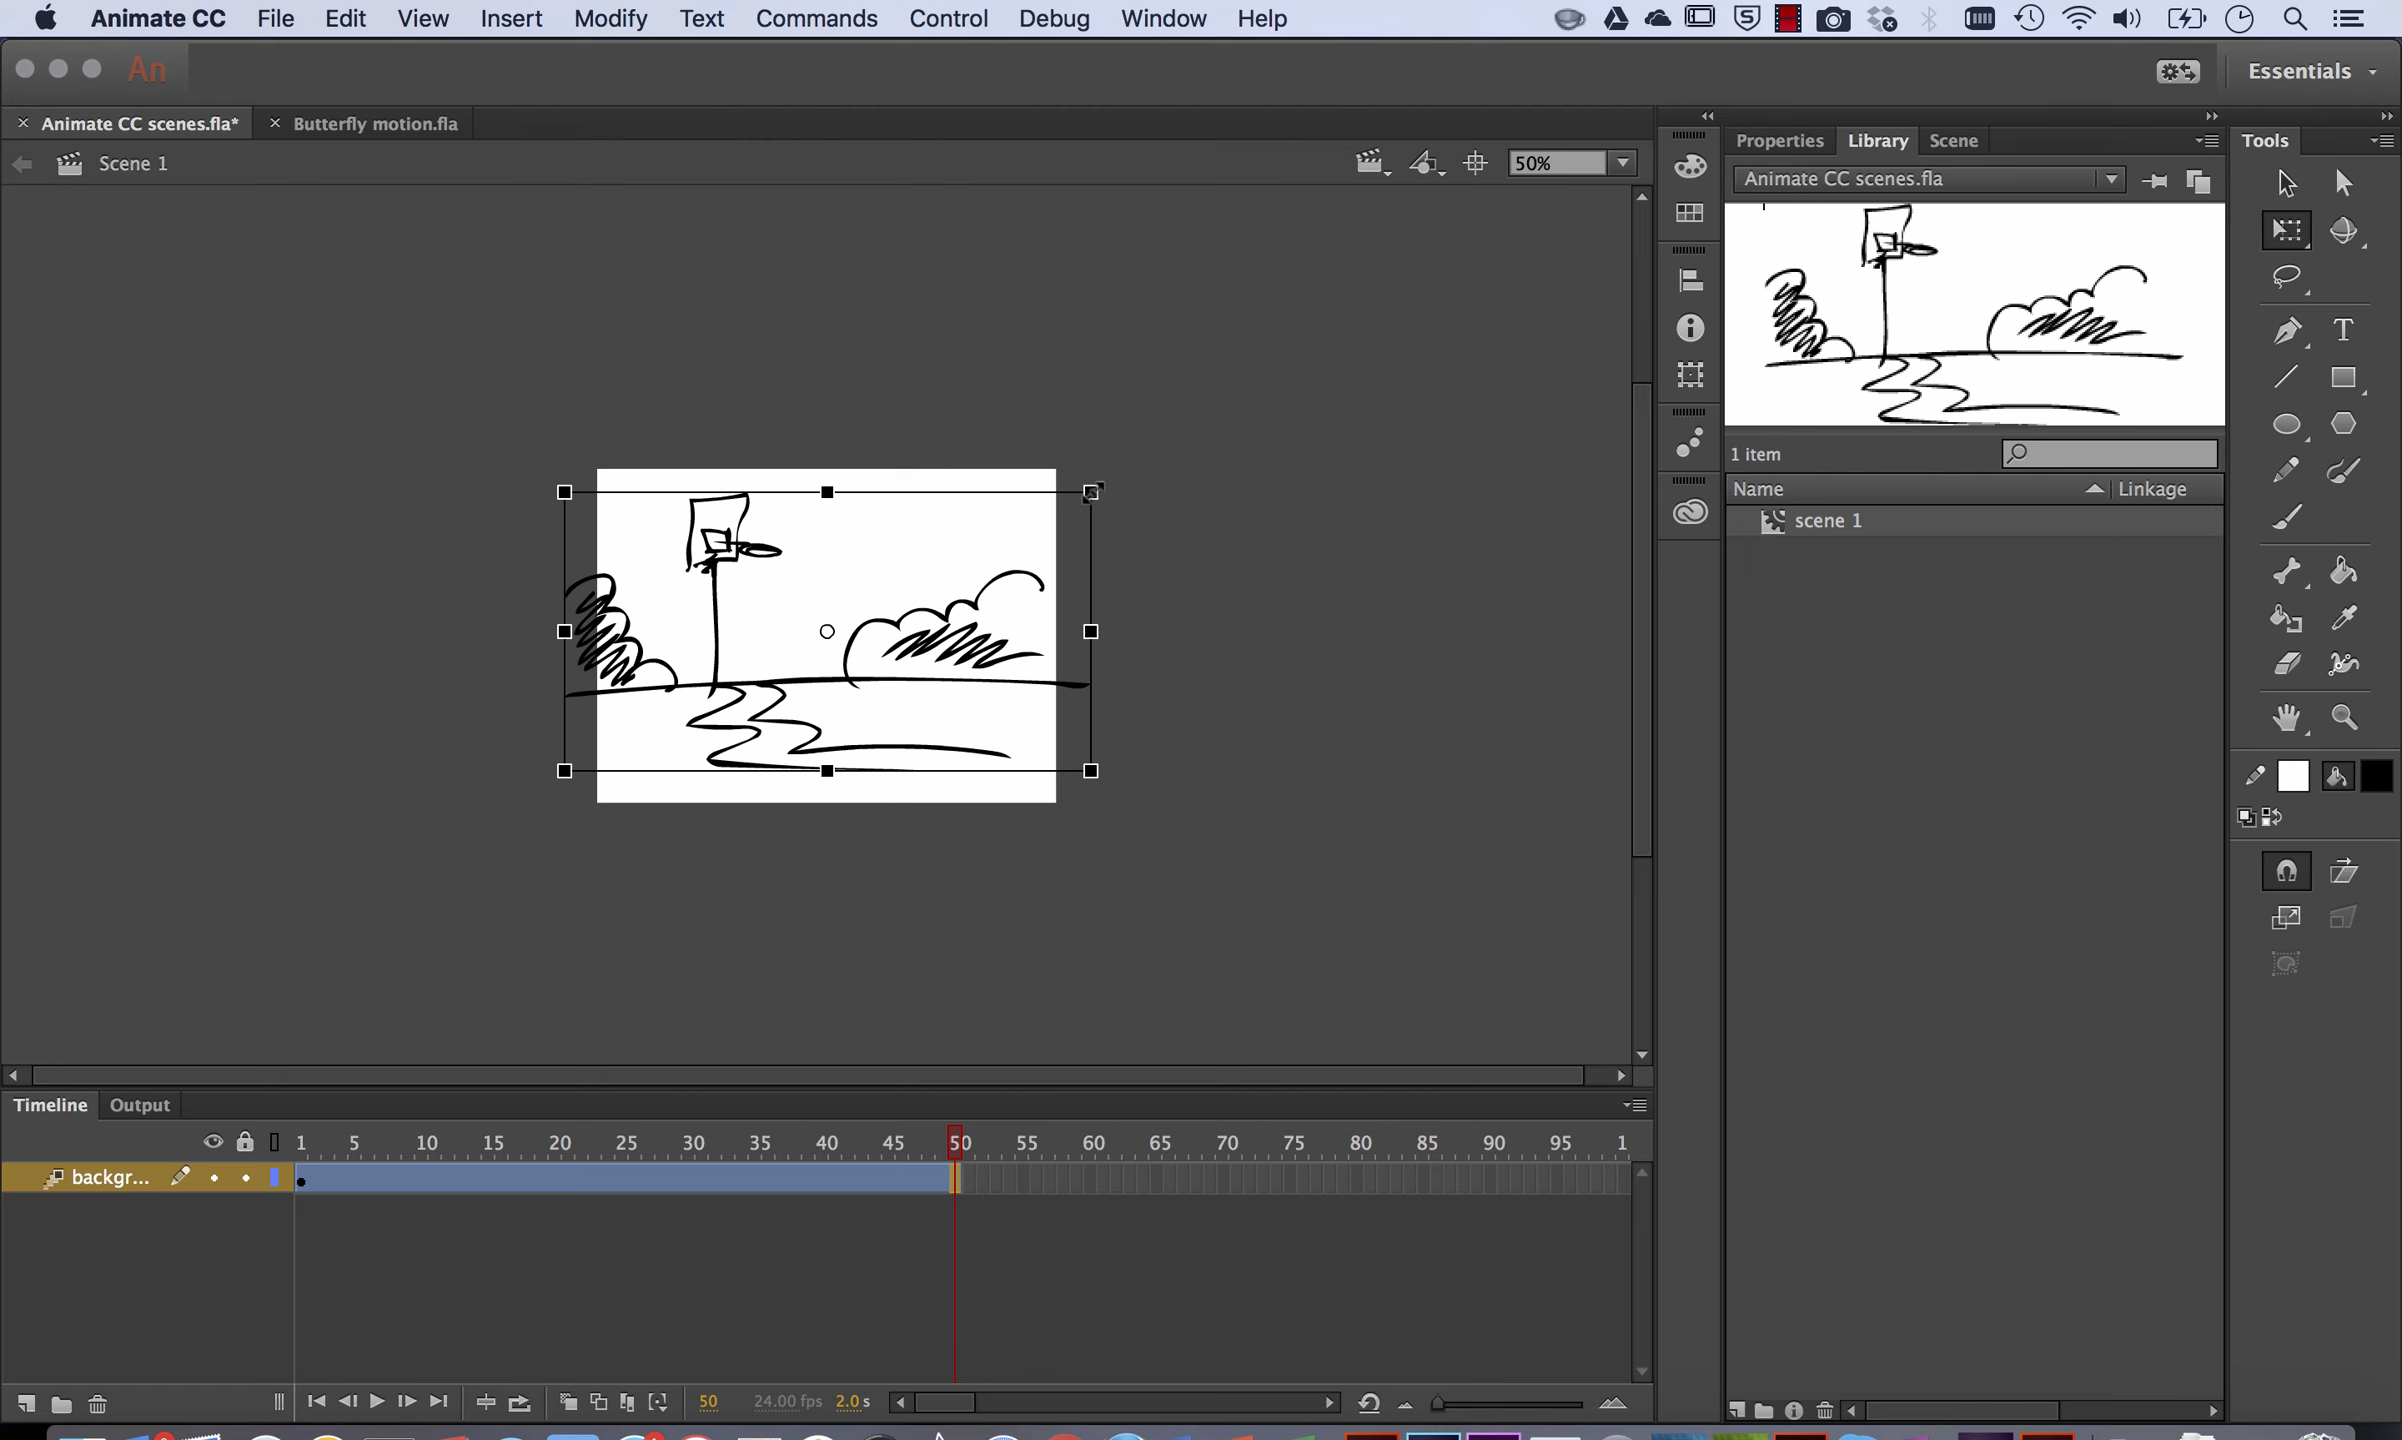 Animate CC File Edit View Insert Modify Text Commands Control Debug Window Help
An Essentials
Animate CC scenes.fla* Butterfly motion.fla
Scene 1 50%
Properties Library Scene Tools
Animate CC scenes.fla
1 item
Name Linkage
scene 1
Timeline Output
1 5 10 15 20 25 30 35 40 45 50 55 60 65 70 75 80 85 90 95 1
backgr...
50 24.00 fps 2.0 s